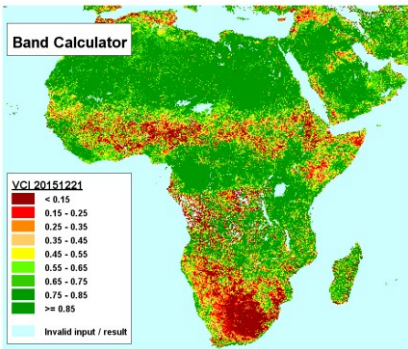 Band Calculator
VCI 20151221
< 0.15
0.15 - 0.25
0.25 - 0.35
0.35 - 0.45
0.45 - 0.55
0.55 - 0.65
0.65 - 0.75
0.75 - 0.85
>= 0.85
Invalid input / result